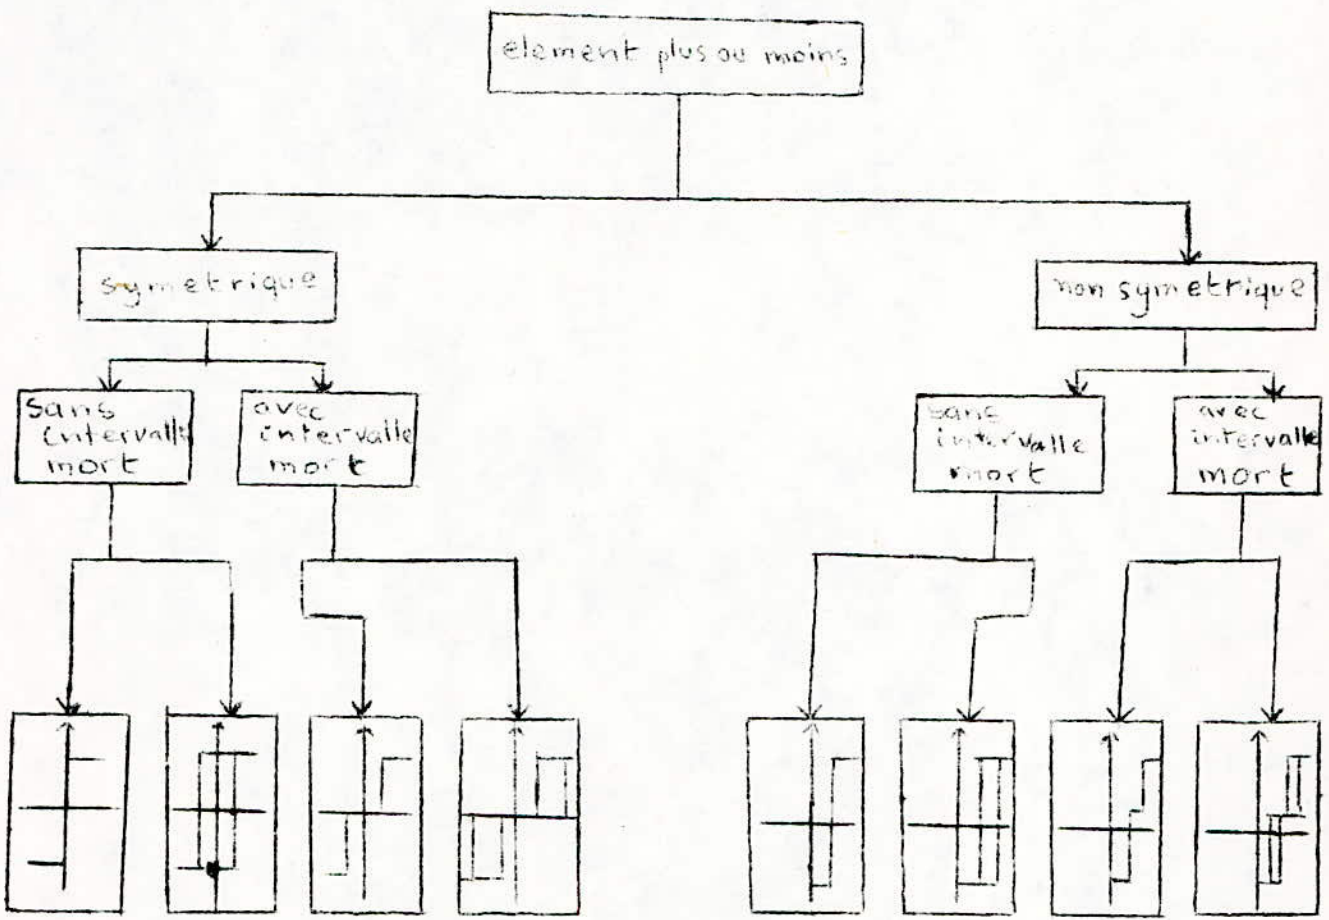 element plus ou moins
symetrique
non symetrique
sans
intervalle
mort
avec
intervalle
mort
sans
intervalle
mort
avec
intervalle
mort